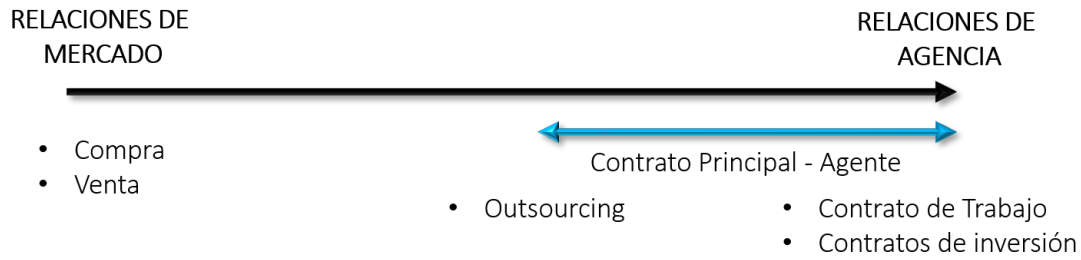 RELACIONES DE
MERCADO
RELACIONES DE
AGENCIA
• Compra
• Venta
Contrato Principal - Agente
• Outsourcing
• Contrato de Trabajo
• Contratos de inversión